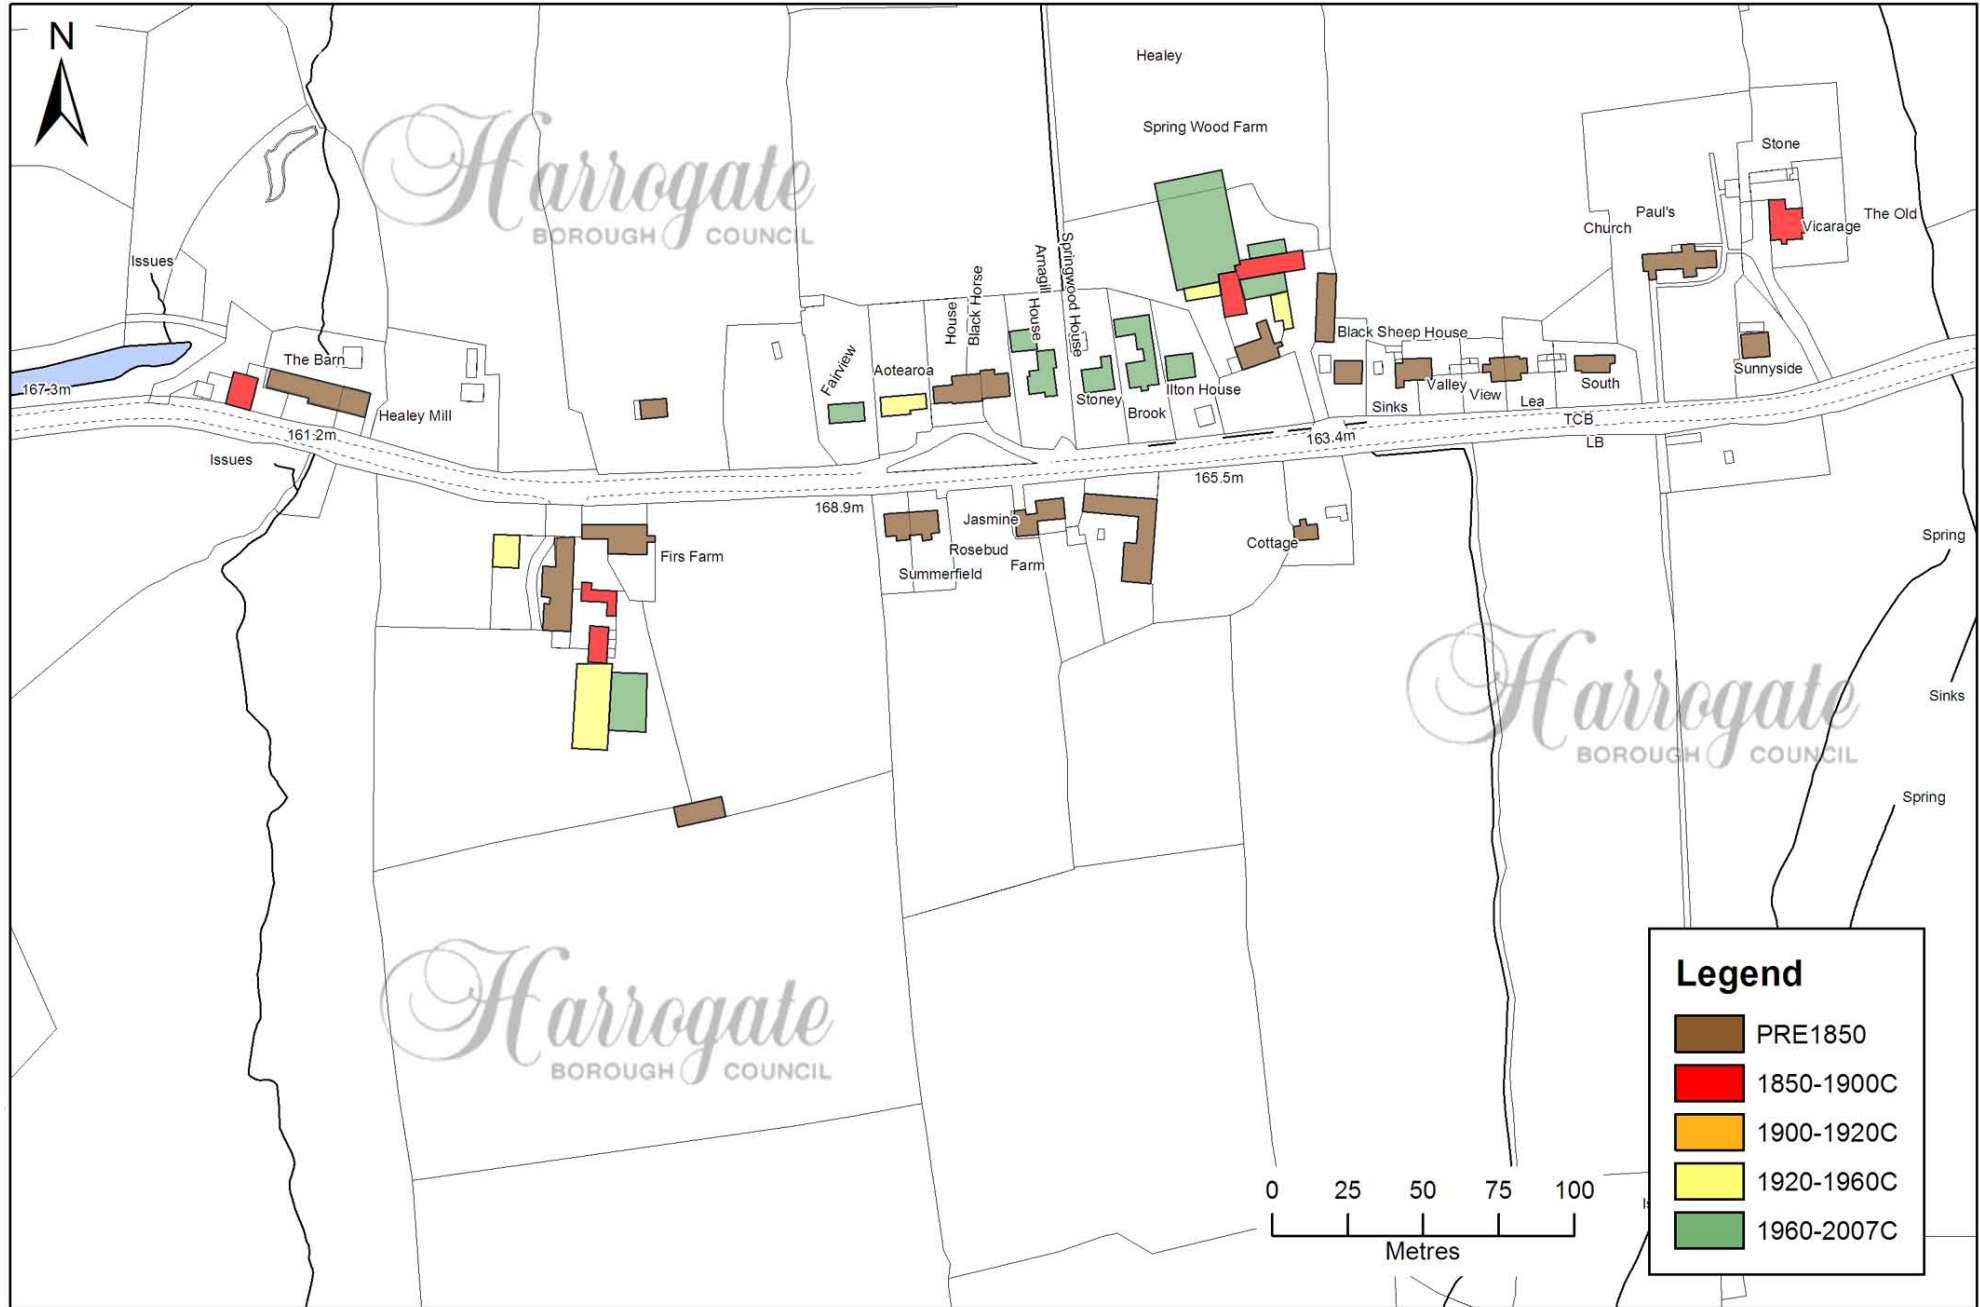 N
Healey
Spring Wood Farm
Harrogate
BOROUGH COUNCIL
Stone
Paul's
Church
The Old
Vicarage
Issues
Springwood House
Arnagill
House
Black Horse
House
Black Sheep House
The Barn
Fairview
Aotearoa
Sunnyside
167.3m
Healey Mill
Stoney
Brook
Ilton House
Sinks
Valley
View
Lea
South
161.2m
TCB
163.4m
LB
Issues
165.5m
168.9m
Jasmine
Rosebud
Farm
Summerfield
Cottage
Firs Farm
Spring
Harrogate
BOROUGH COUNCIL
Sinks
Spring
Harrogate
BOROUGH COUNCIL
Legend
PRE1850
1850-1900C
1900-1920C
1920-1960C
1960-2007C
0 25 50 75 100
Metres